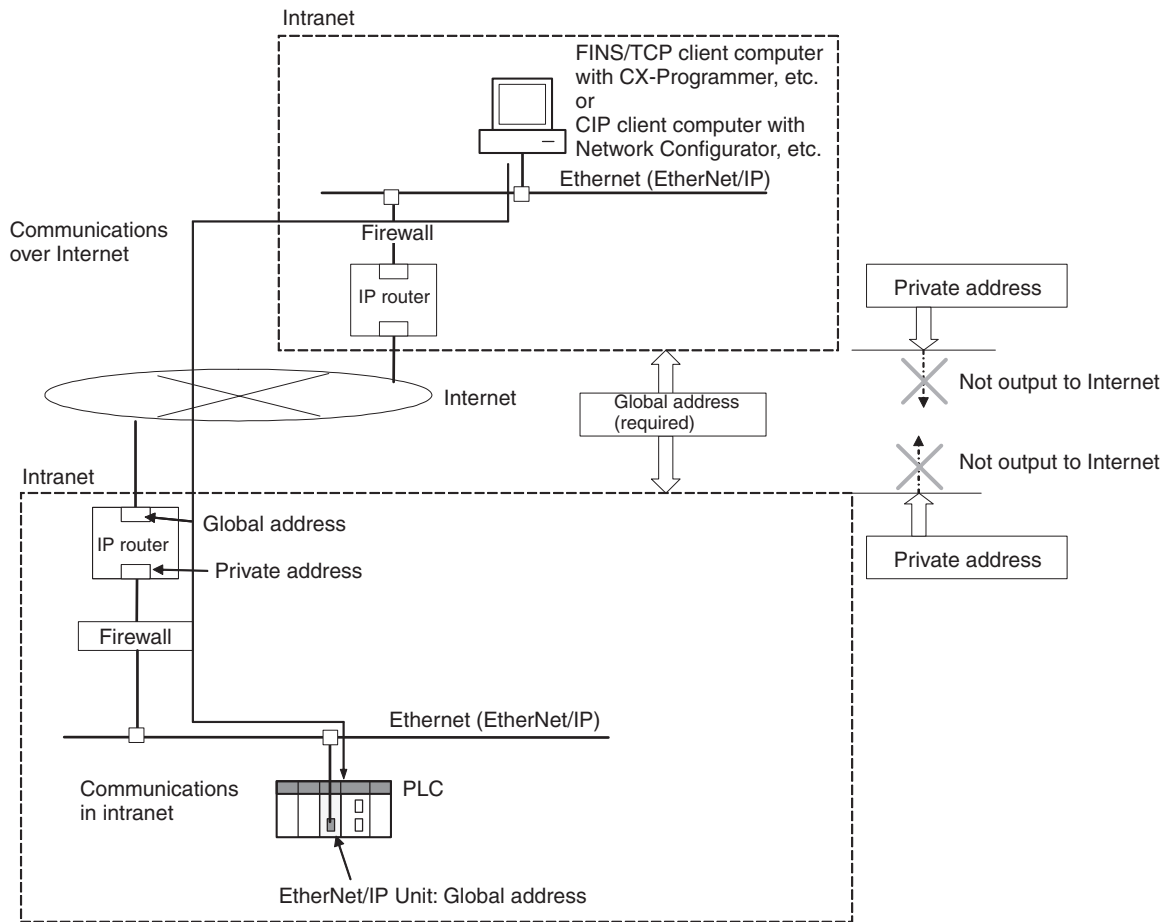 Intranet
FINS/TCP client computer
with CX-Programmer, etc.
or
CIP client computer with
Network Configurator, etc.
Ethernet (EtherNet/IP)
Communications
over Internet
Firewall
IP router
Private address
Internet
Global address
(required)
Not output to Internet
Not output to Internet
Intranet
Global address
IP router
Private address
Private address
Firewall
Ethernet (EtherNet/IP)
Communications
in intranet
PLC
EtherNet/IP Unit: Global address